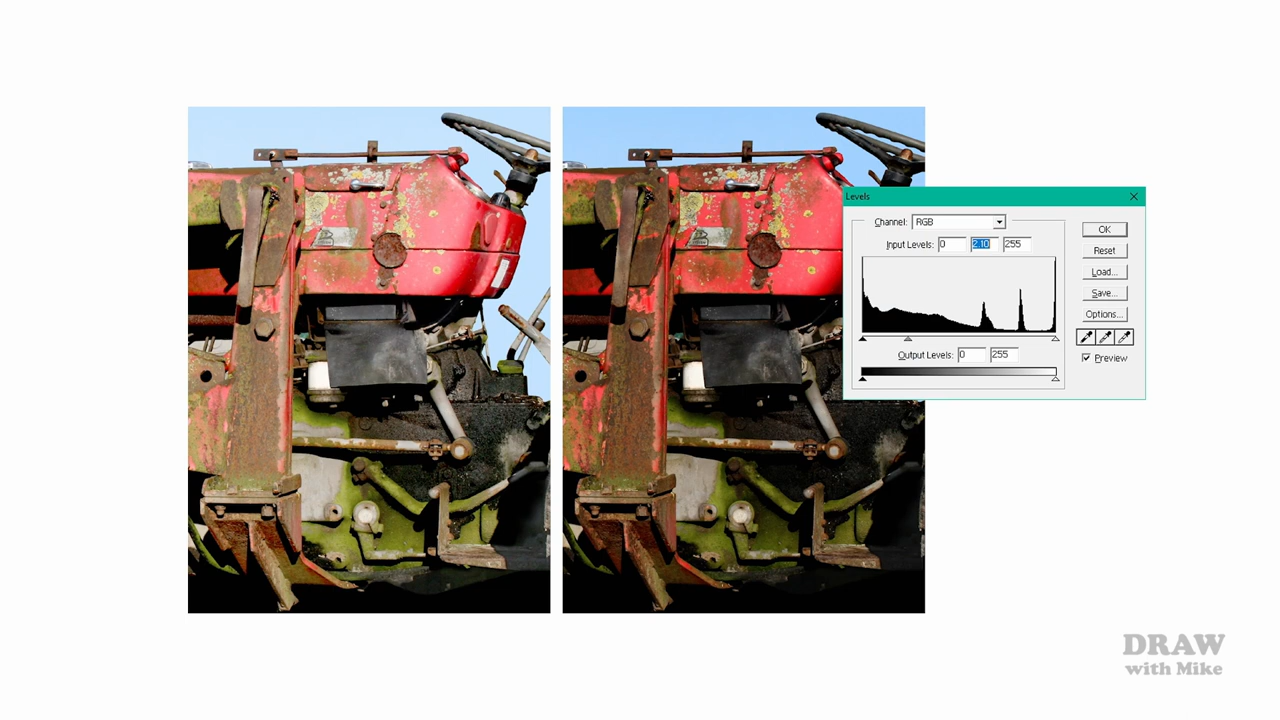 Levels
Channel: RGB
Input Levels: 0 2.10 255
Output Levels: 0 255
OK
Reset
Load...
Save...
Options...
Preview
DRAW
with Mike